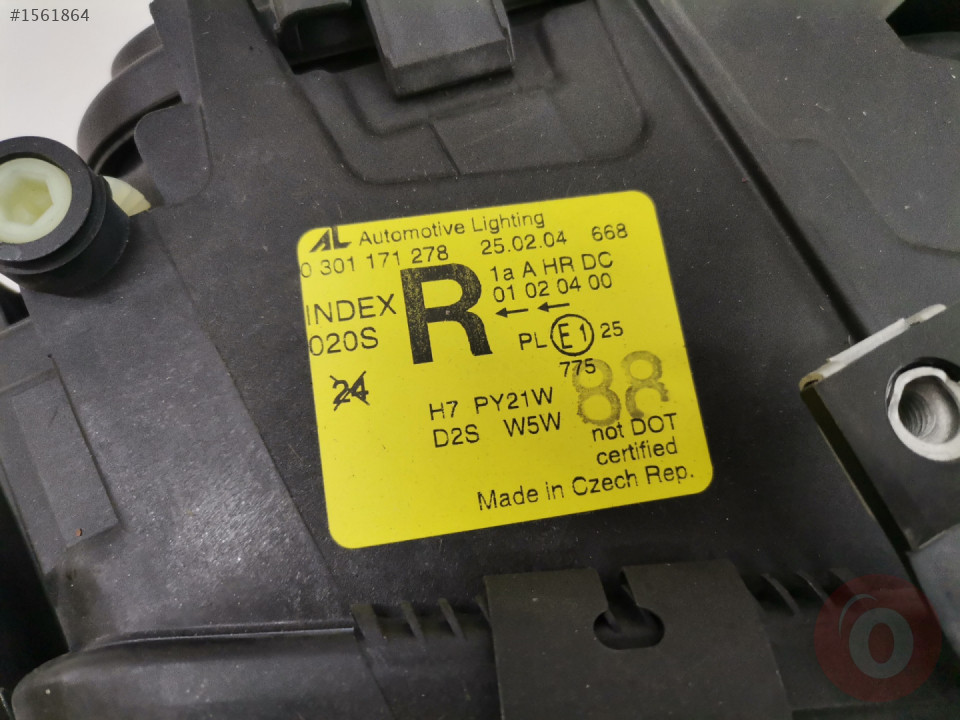 #1561864
AL Automotive Lighting
0 301 171 278 25.02.04 668
INDEX R 1a A HR DC
020S 01 02 04 00
← ←
PL E1 25
24 775
88
H7 PY21W
D2S W5W not DOT
certified
Made in Czech Rep.
O